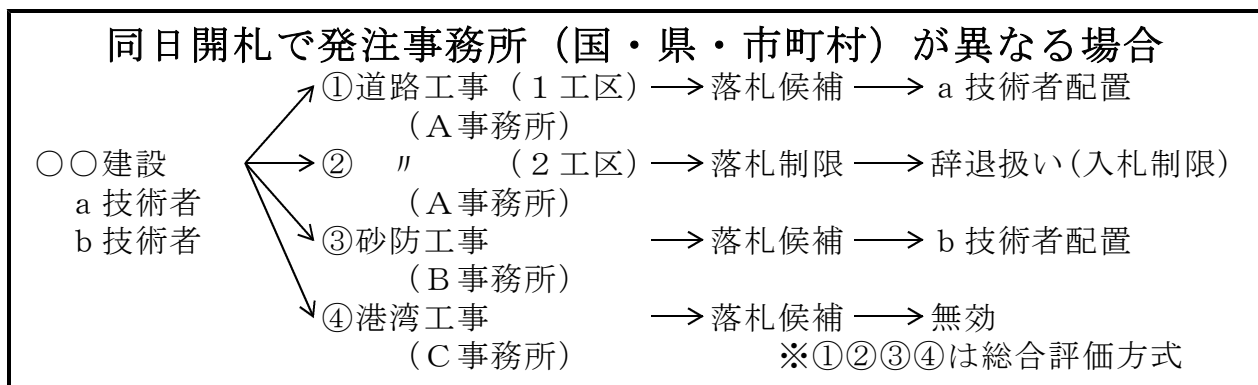 同日開札で発注事務所（国・県・市町村）が異なる場合
①道路工事（１工区）→落札候補→ａ技術者配置
（Ａ事務所）
○○建設 ② 〃 （２工区）→落札制限→辞退扱い（入札制限）
ａ技術者 （Ａ事務所）
ｂ技術者 ③砂防工事 →落札候補→ｂ技術者配置
（Ｂ事務所）
④港湾工事 →落札候補→無効
（Ｃ事務所） ※①②③④は総合評価方式